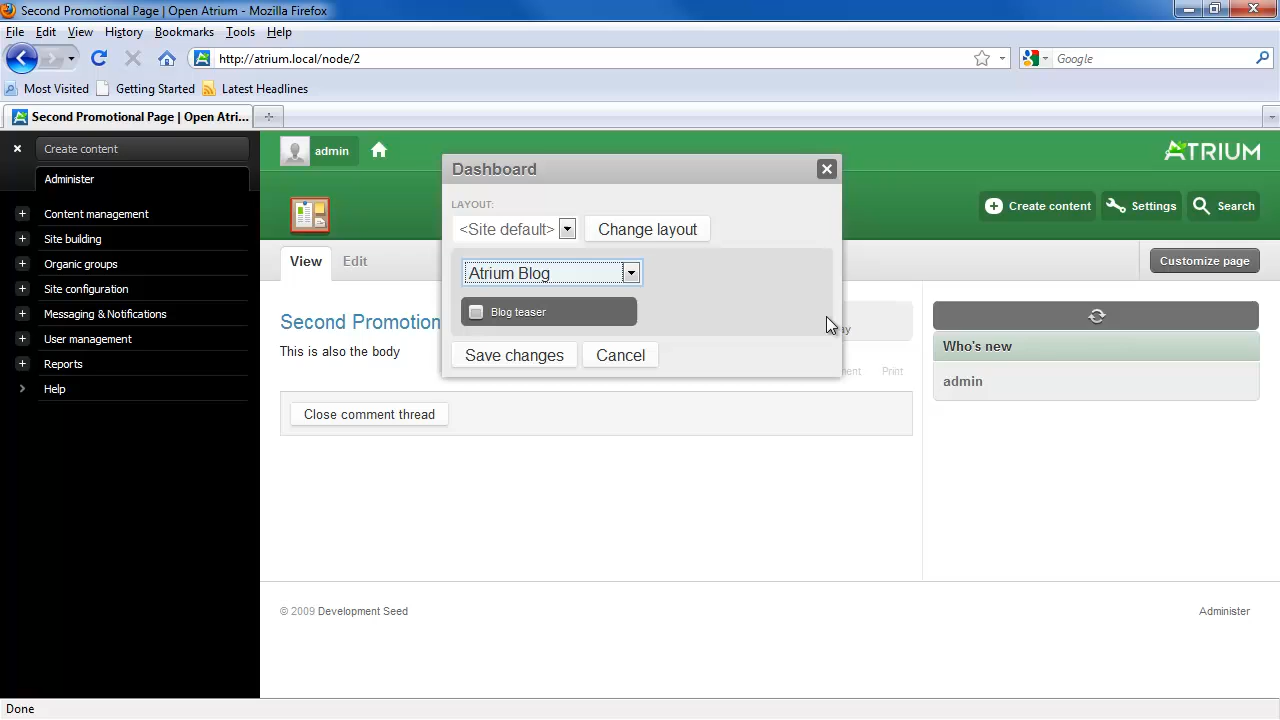 Second Promotional Page | Open Atrium - Mozilla Firefox
File Edit View History Bookmarks Tools Help
http://atrium.local/node/2
Google
Most Visited Getting Started Latest Headlines
Second Promotional Page | Open Atri...
Create content
admin
ATRIUM
Administer
Create content Settings Search
Content management
Site building
Organic groups
Site configuration
Messaging & Notifications
User management
Reports
Help
View Edit
Customize page
Dashboard
LAYOUT:
<Site default> Change layout
Atrium Blog
Blog teaser
Save changes Cancel
Second Promotion
This is also the body
Print
Close comment thread
Who's new
admin
© 2009 Development Seed
Administer
Done